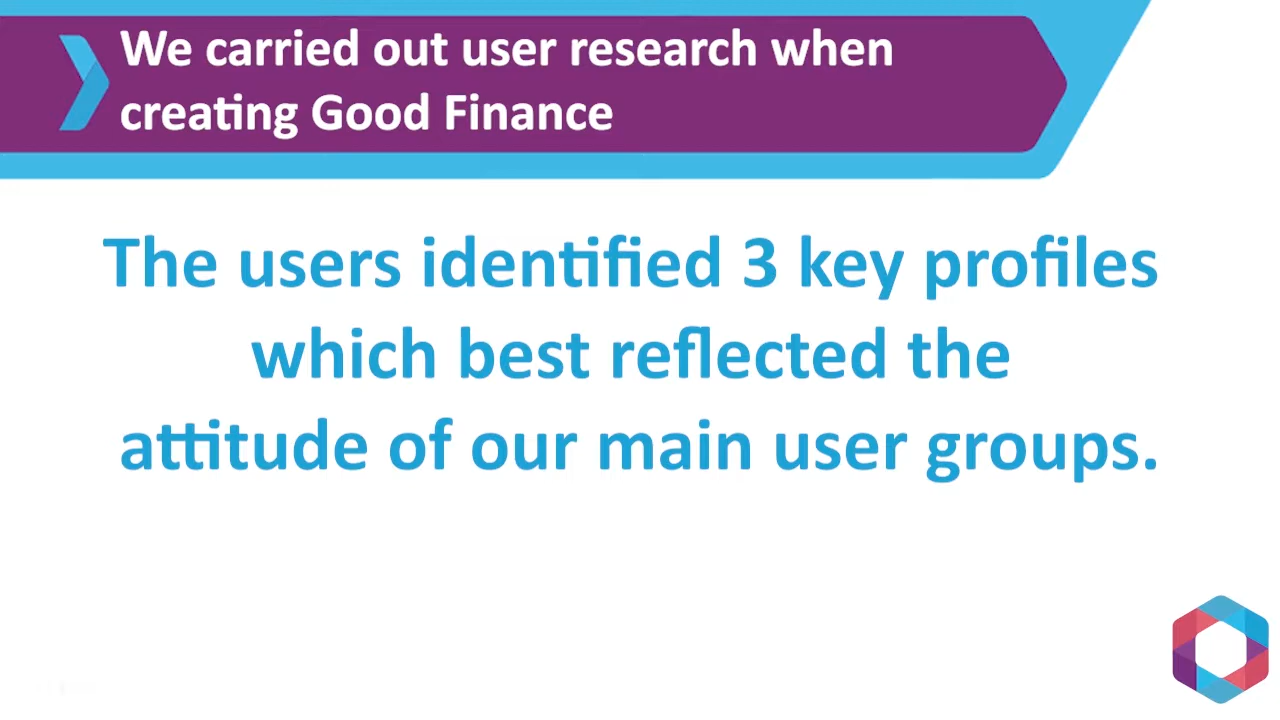 We carried out user research when
creating Good Finance
The users identified 3 key profiles
which best reflected the
attitude of our main user groups.